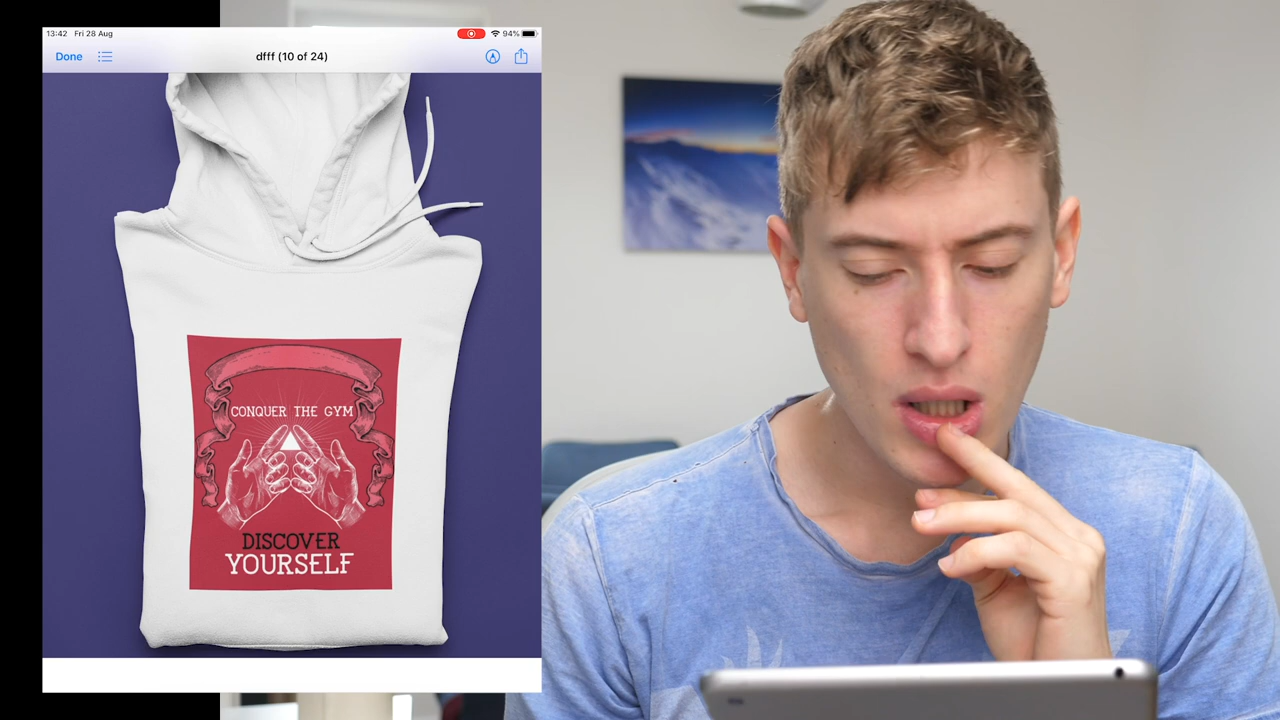 13:42 Fri 28 Aug
94%
Done
dfff (10 of 24)
CONQUER THE GYM
DISCOVER
YOURSELF